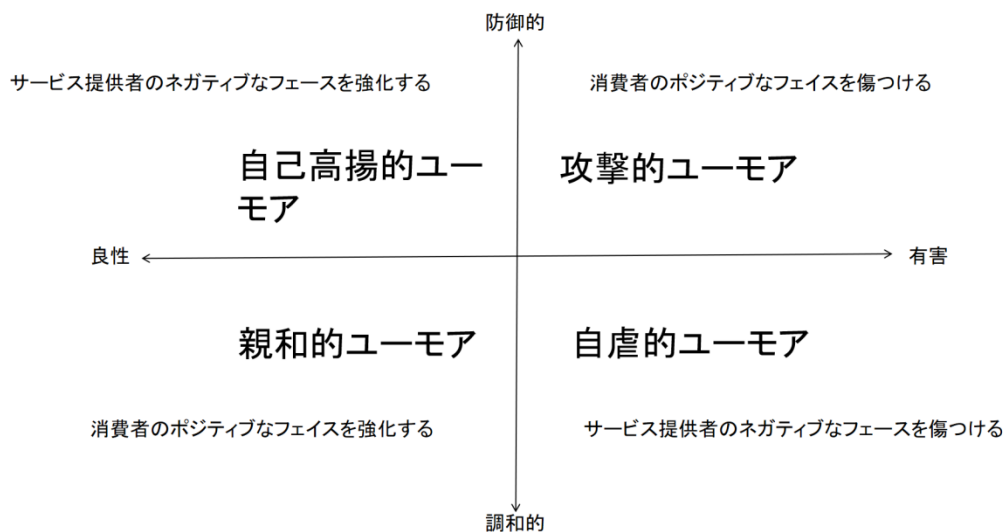 防御的
サービス提供者のネガティブなフェースを強化する
消費者のポジティブなフェイスを傷つける
自己高揚的ユー
モア
攻撃的ユーモア
良性
有害
親和的ユーモア
自虐的ユーモア
消費者のポジティブなフェイスを強化する
サービス提供者のネガティブなフェースを傷つける
調和的